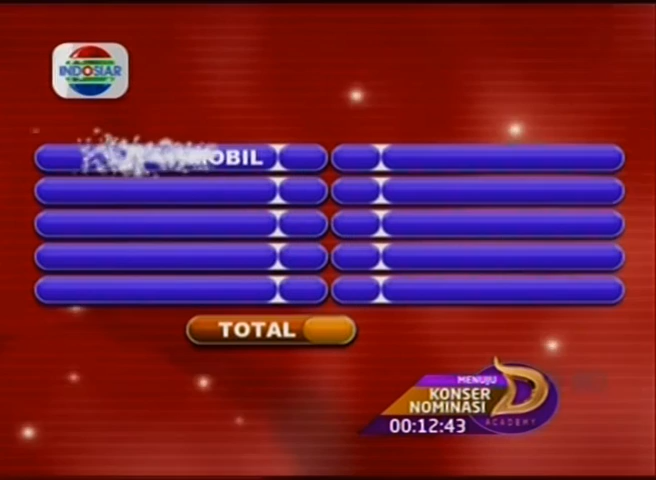 INDOSIAR
MOBIL
TOTAL
MENUJU
KONSER
NOMINASI
D
ACADEMY
00:12:43